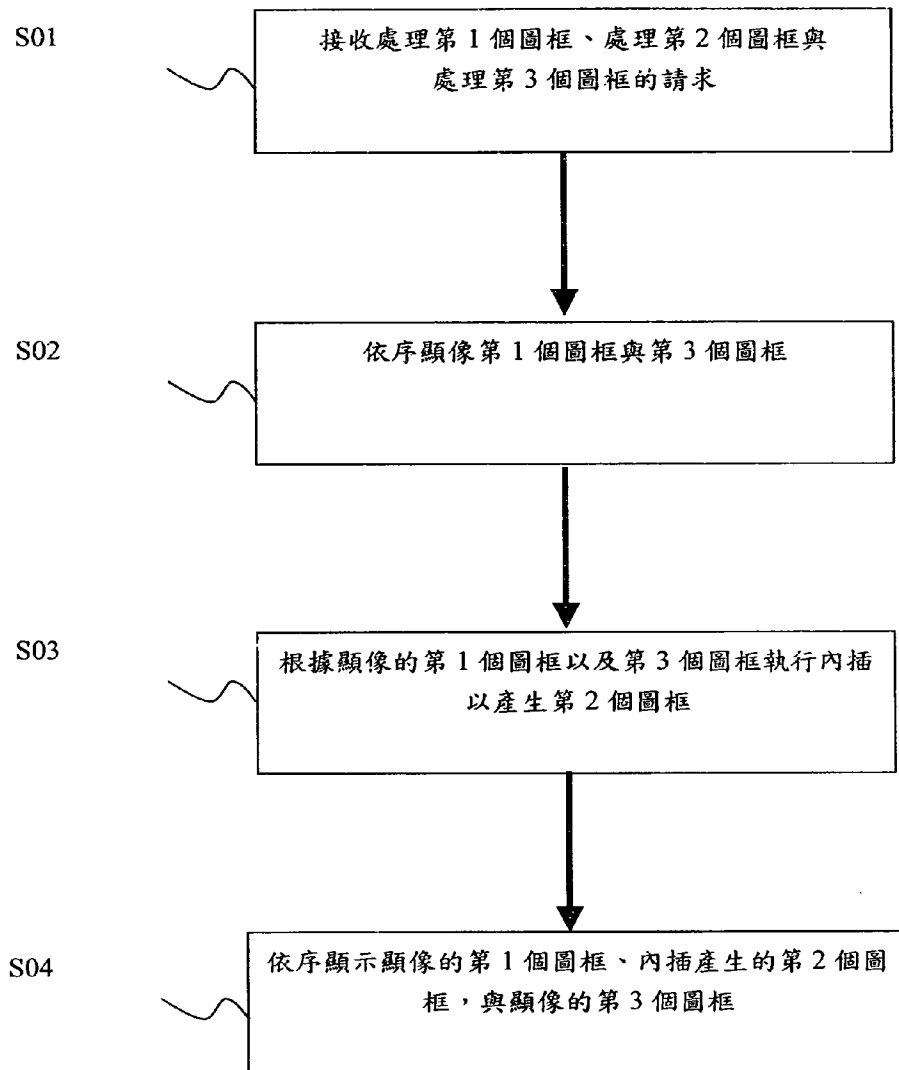 S01
接收處理第1個圖框、處理第2個圖框與
處理第3個圖框的請求
S02
依序顯像第1個圖框與第3個圖框
S03
根據顯像的第1個圖框以及第3個圖框執行內插
以產生第2個圖框
S04
依序顯示顯像的第1個圖框、內插產生的第2個圖
框，與顯像的第3個圖框